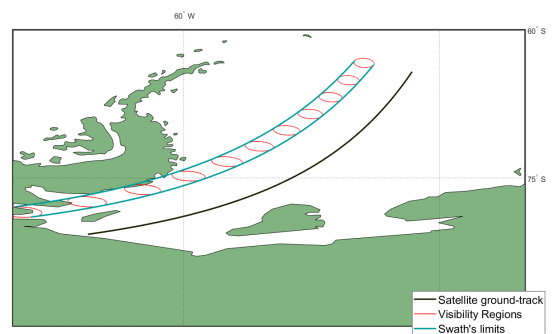 60° W
60° S
75° S
Satellite ground-track
Visibility Regions
Swath's limits